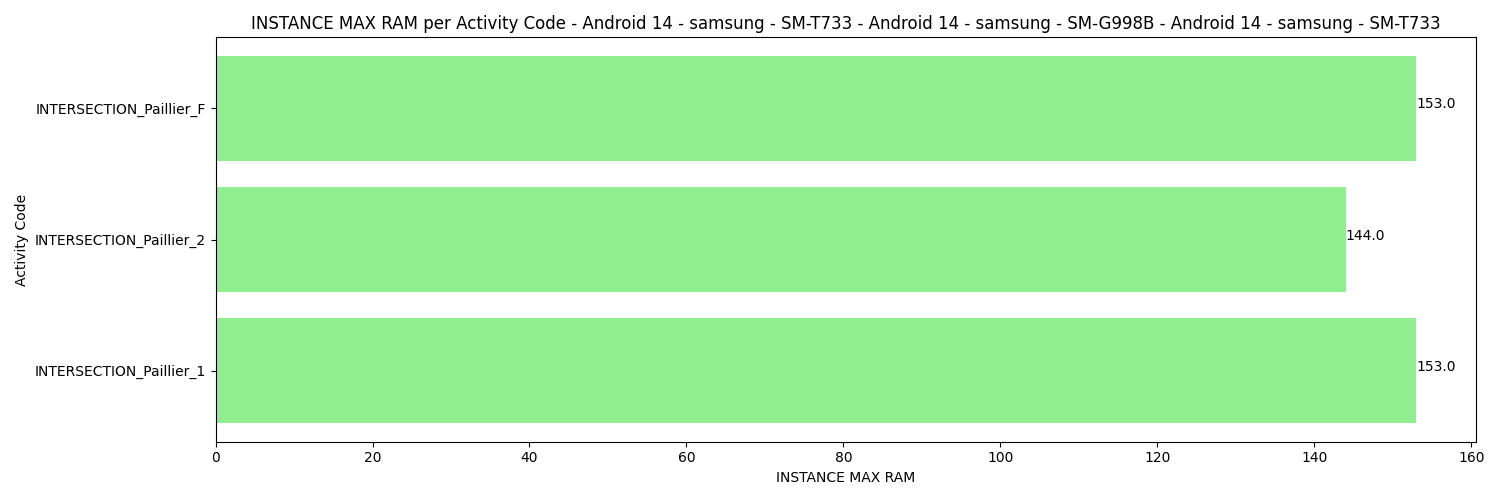 INSTANCE MAX RAM per Activity Code - Android 14 - samsung - SM-T733 - Android 14 - samsung - SM-G998B - Android 14 - samsung - SM-T733
INTERSECTION_Paillier_F
153.0
INTERSECTION_Paillier_2
144.0
INTERSECTION_Paillier_1
153.0
Activity Code
0 20 40 60 80 100 120 140 160
INSTANCE MAX RAM